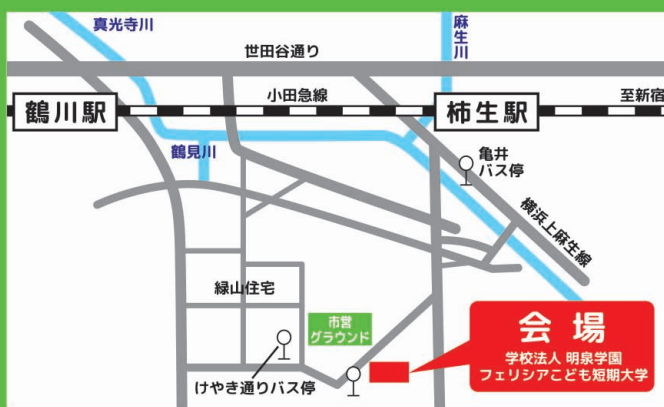 真光寺川
麻生川
世田谷通り
鶴川駅
小田急線
柿生駅
至新宿
鶴見川
亀井
バス停
横浜上麻生線
緑山住宅
市営
グラウンド
けやき通りバス停
会場
学校法人 明泉学園
フェリシアこども短期大学